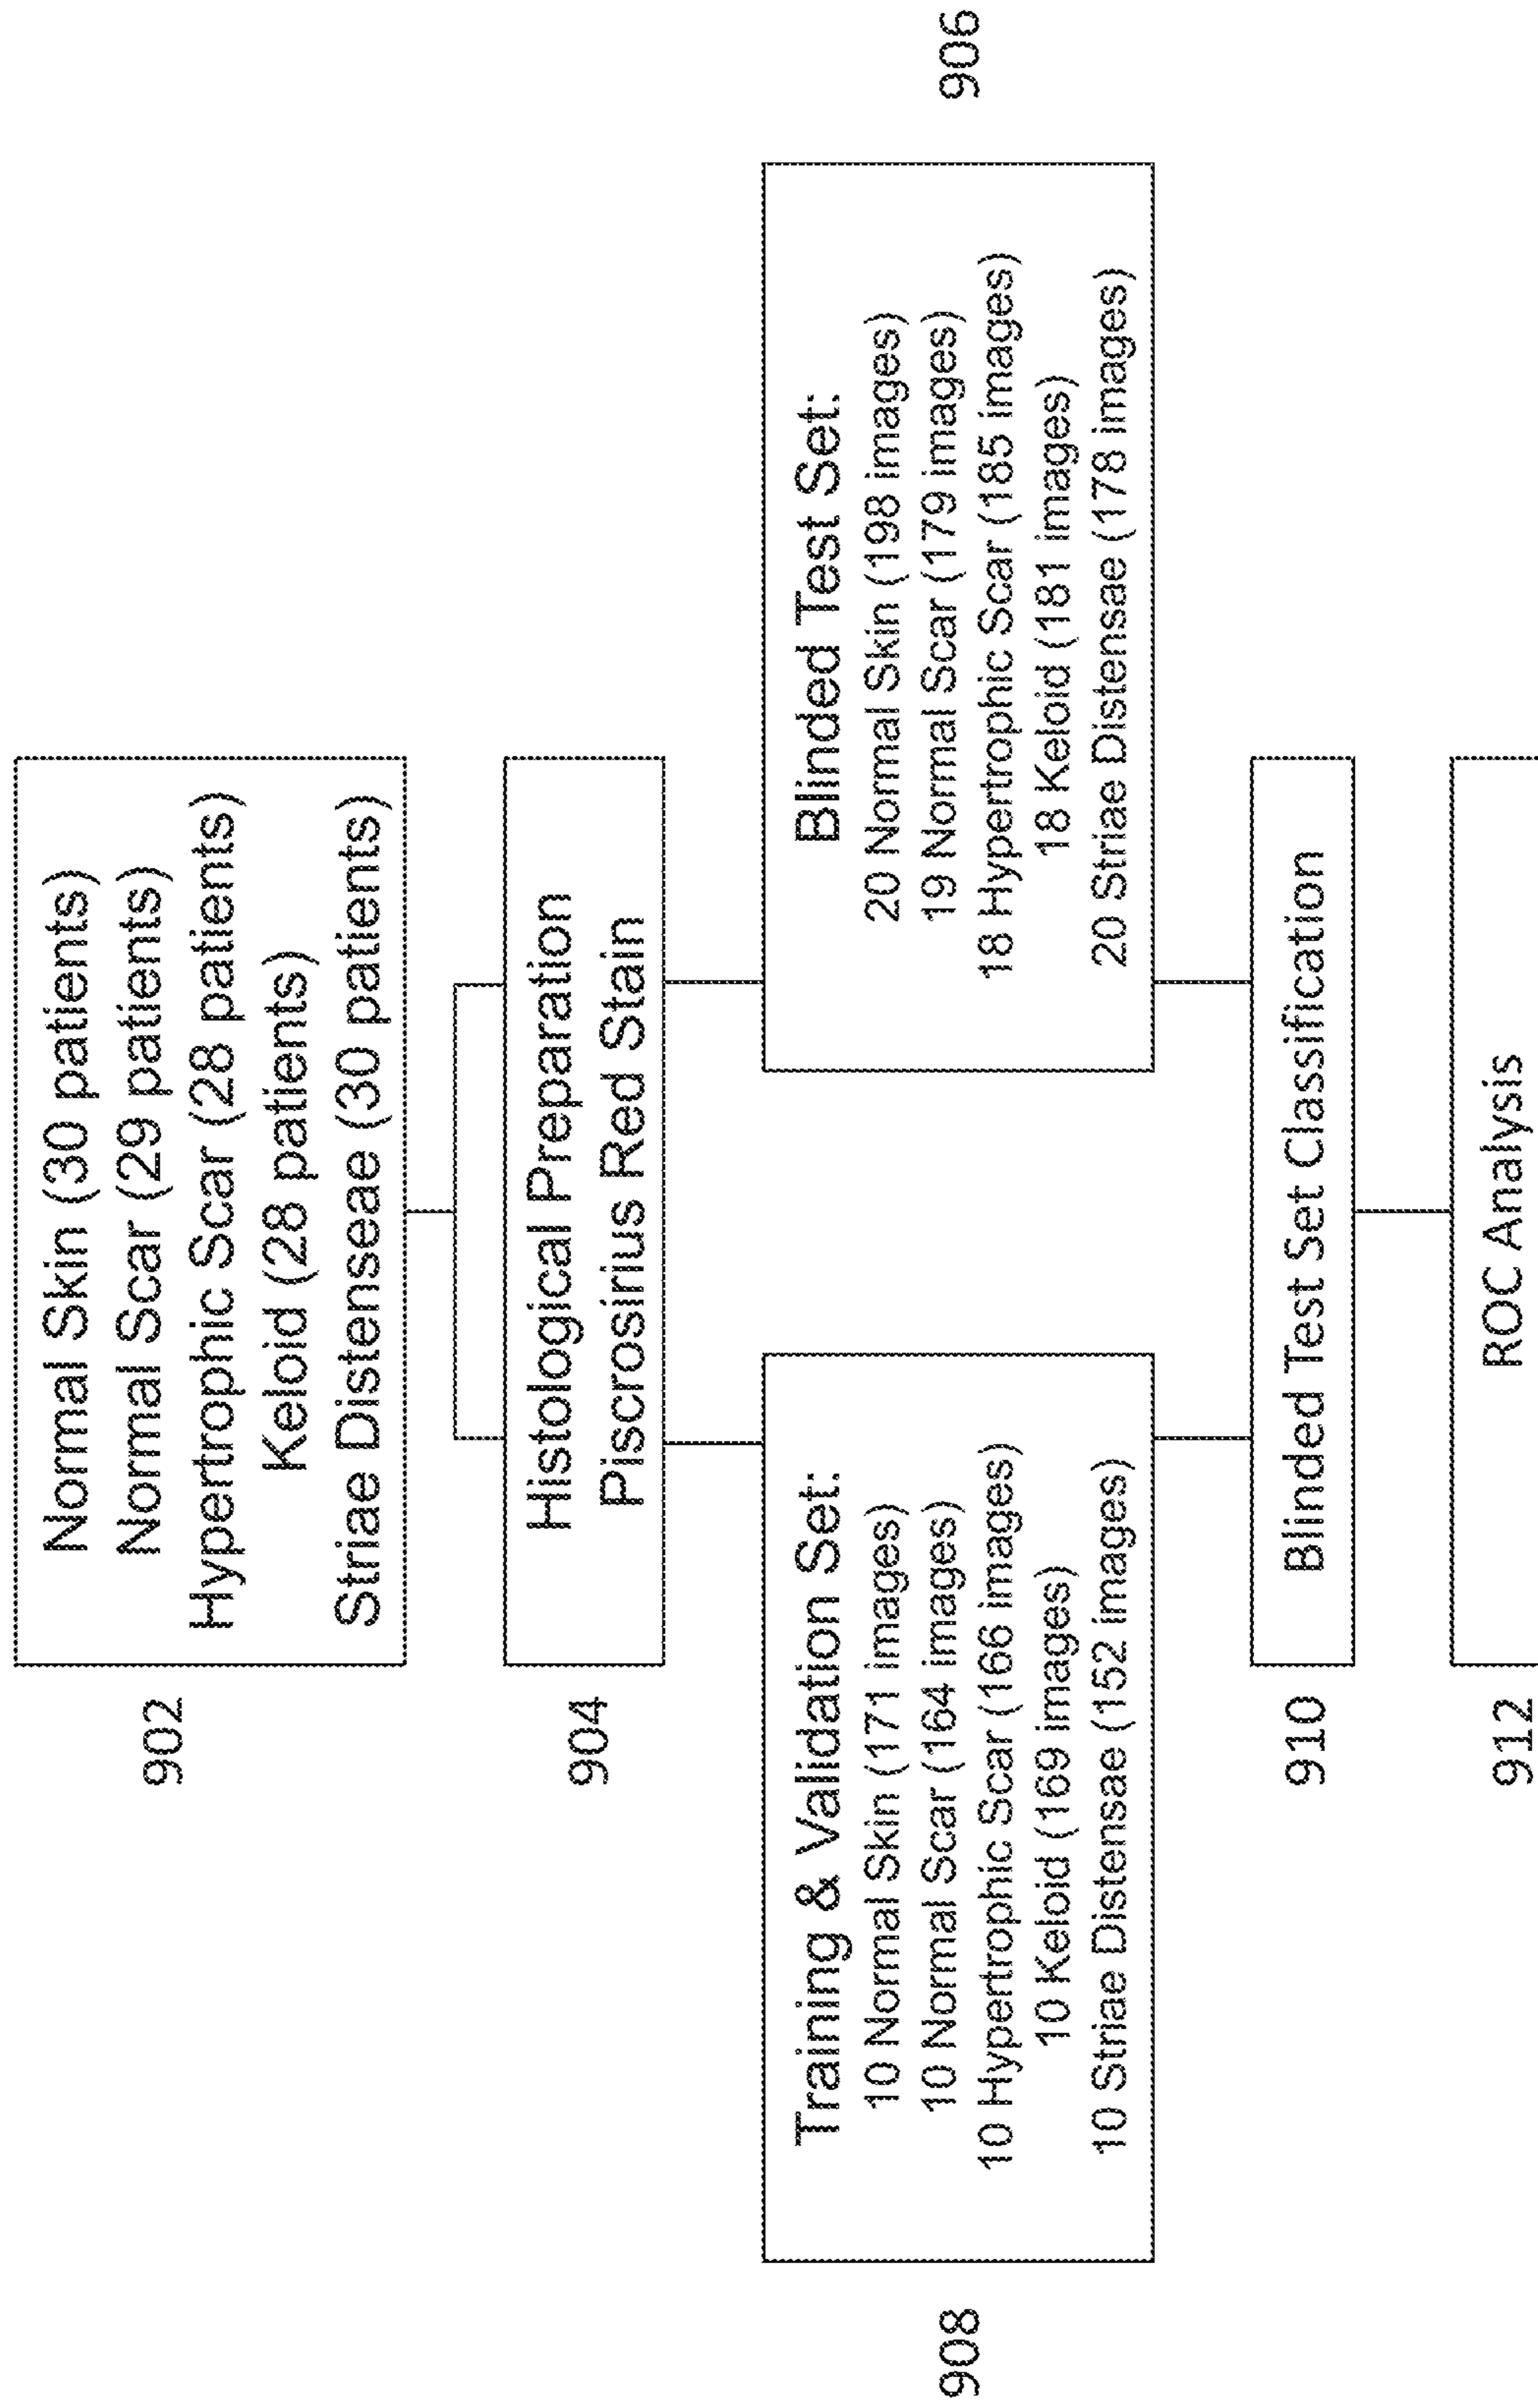 902
Normal Skin (30 patients)
Normal Scar (29 patients)
Hypertrophic Scar (28 patients)
Keloid (28 patients)
Striae Distenseae (30 patients)
904
Histological Preparation
Piscrosirius Red Stain
908
Training & Validation Set:
10 Normal Skin (171 images)
10 Normal Scar (164 images)
10 Hypertrophic Scar (166 images)
10 Keloid (169 images)
10 Striae Distensae (152 images)
Blinded Test Set:
20 Normal Skin (198 images)
19 Normal Scar (179 images)
18 Hypertrophic Scar (185 images)
18 Keloid (181 images)
20 Striae Distensae (178 images)
906
910
Blinded Test Set Classification
912
ROC Analysis